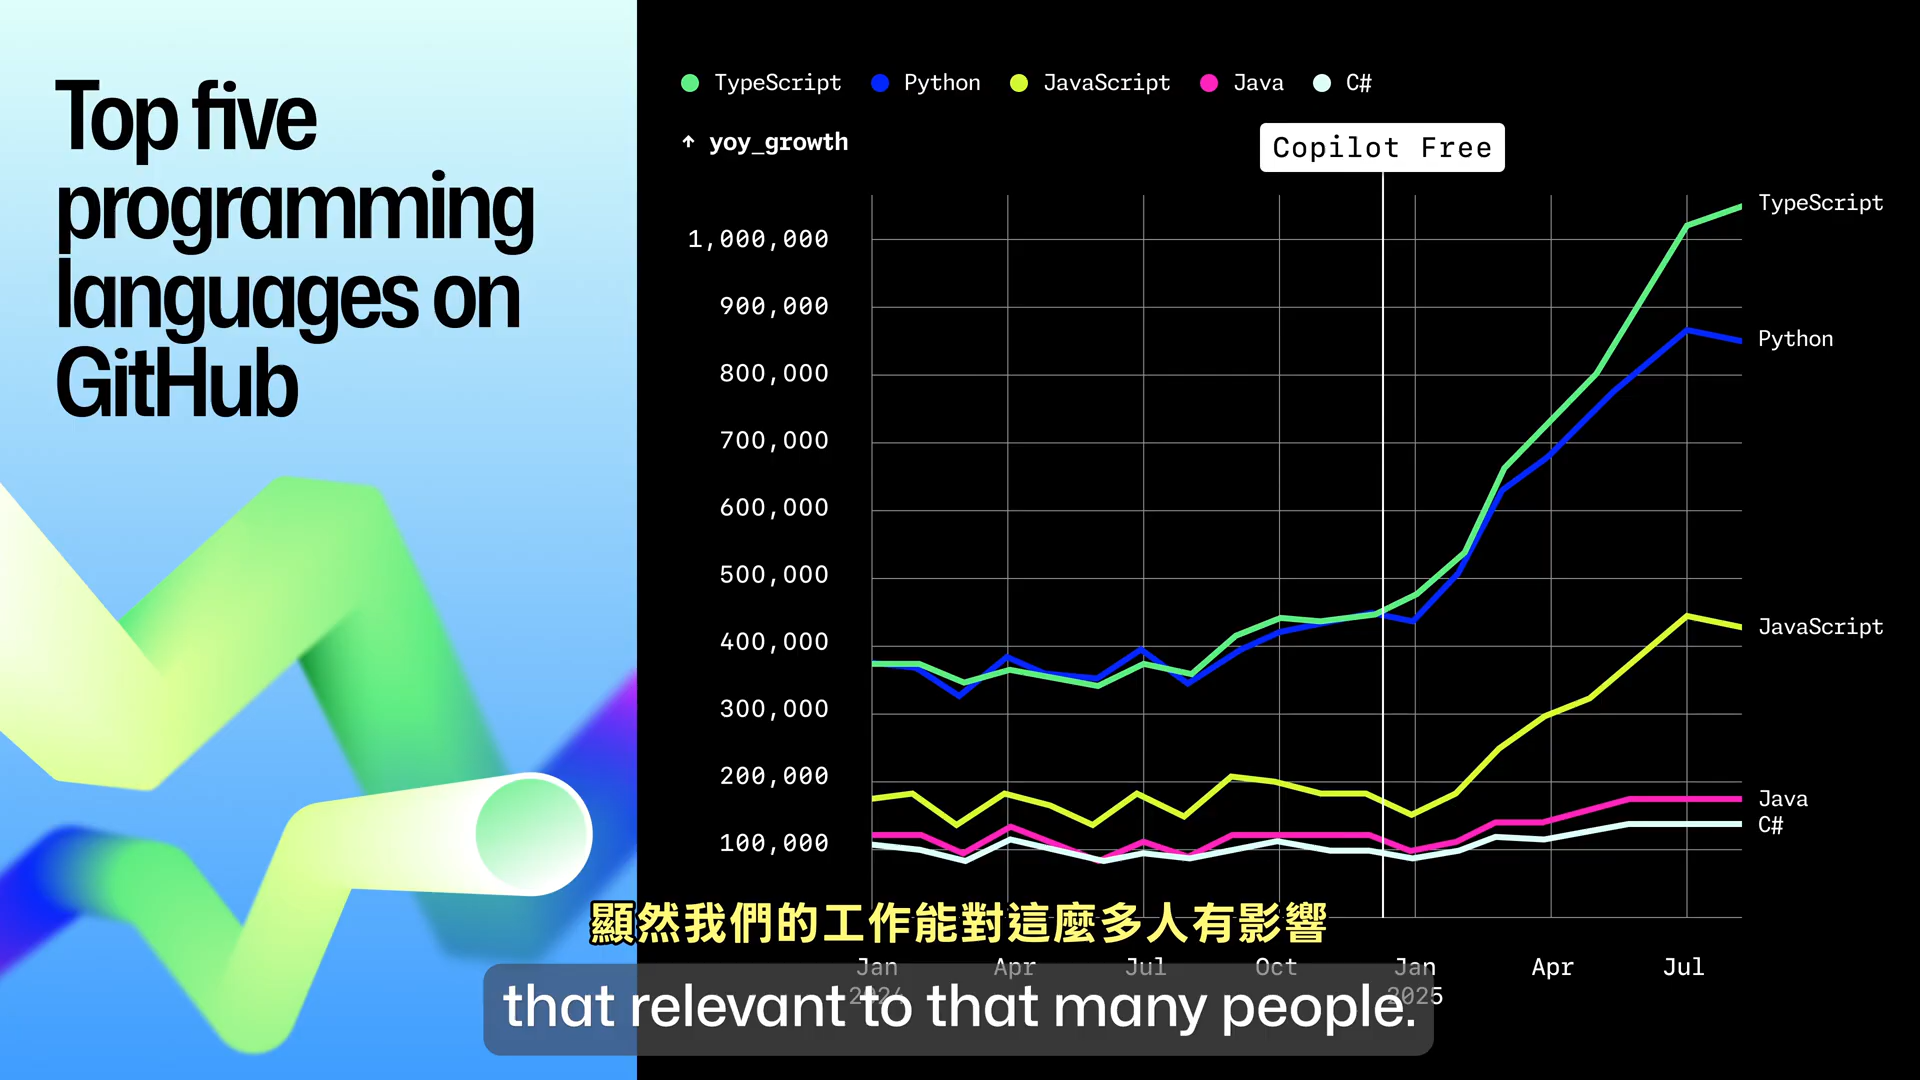 Top five
programming
languages on
GitHub
TypeScript Python JavaScript Java C#
↑ yoy_growth
Copilot Free
1,000,000
900,000
800,000
700,000
600,000
500,000
400,000
300,000
200,000
100,000
TypeScript
Python
JavaScript
Java
C#
顯然我們的工作能對這麼多人有影響
Jan Apr Jul Oct Jan Apr Jul
2024 2025
that relevant to that many people.